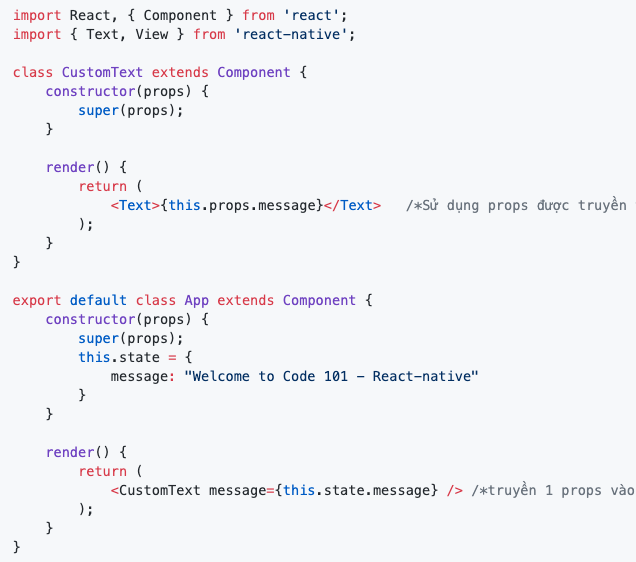 import React, { Component } from 'react';
import { Text, View } from 'react-native';
class CustomText extends Component {
constructor(props) {
super(props);
}
render() {
return (
<Text>{this.props.message}</Text> /*Sử dụng props được truyền
);
}
}
export default class App extends Component {
constructor(props) {
super(props);
this.state = {
message: "Welcome to Code 101 - React-native"
}
}
render() {
return (
<CustomText message={this.state.message} /> /*truyền 1 props vào
);
}
}